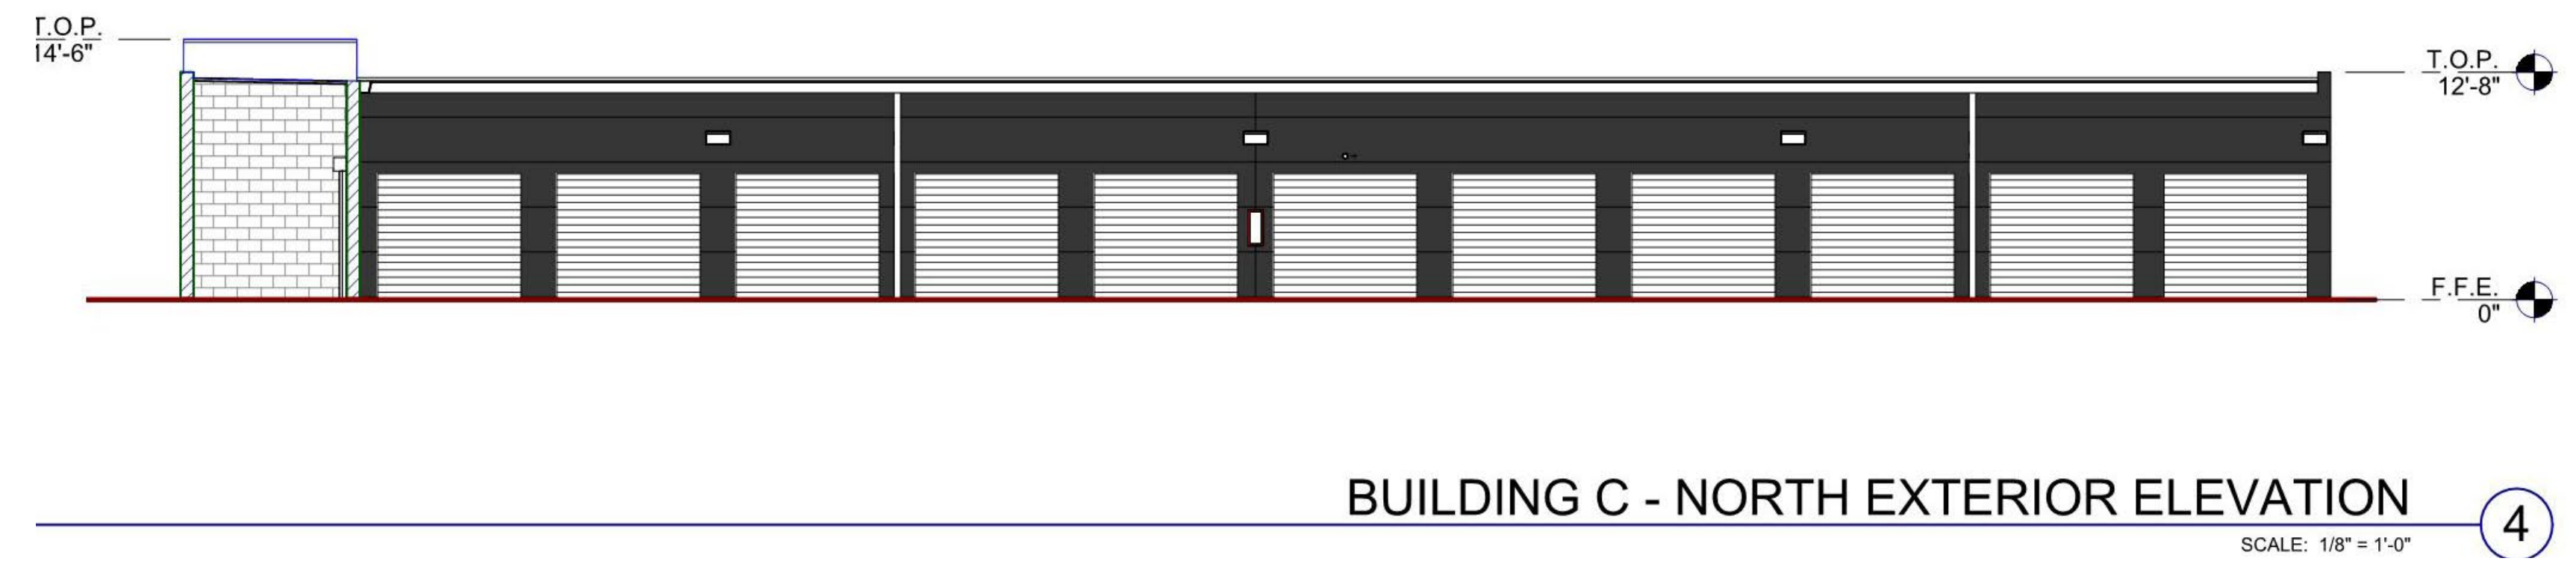 T.O.P.
14'-6"
T.O.P.
12'-8"
F.F.E.
0"
BUILDING C - NORTH EXTERIOR ELEVATION
4
SCALE: 1/8" = 1'-0"